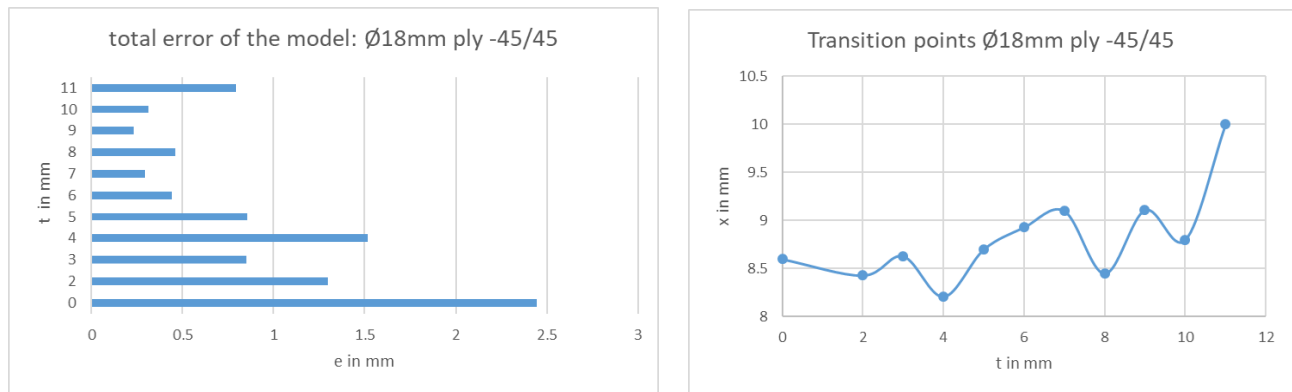 total error of the model: Ø18mm ply -45/45
t in mm
11
10
9
8
7
6
5
4
3
2
0
0 0.5 1 1.5 2 2.5 3
e in mm
Transition points Ø18mm ply -45/45
x in mm
10.5
10
9.5
9
8.5
8
0 2 4 6 8 10 12
t in mm